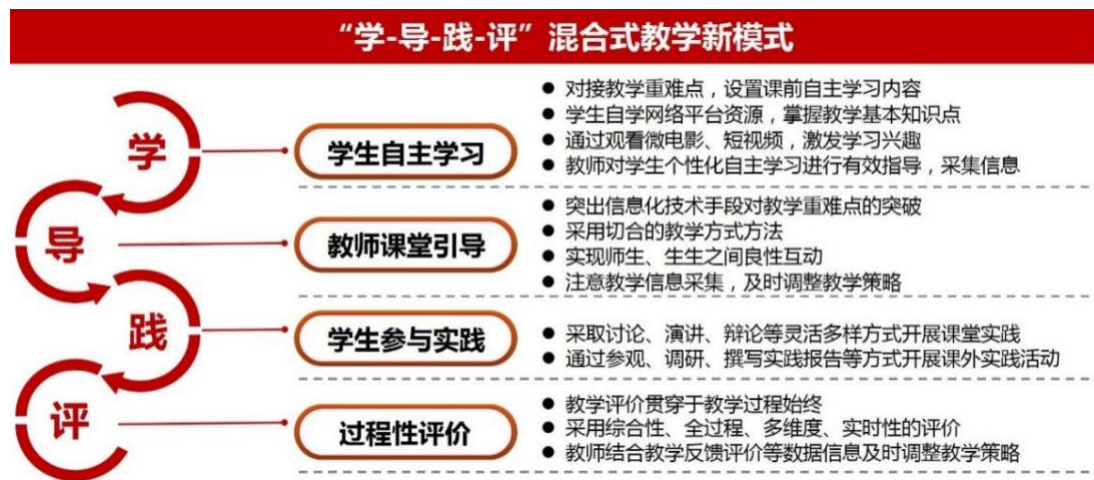 “学-导-践-评”混合式教学新模式
学
学生自主学习
● 对接教学重难点，设置课前自主学习内容
● 学生自学网络平台资源，掌握教学基本知识点
● 通过观看微电影、短视频，激发学习兴趣
● 教师对学生个性化自主学习进行有效指导，采集信息
导
教师课堂引导
● 突出信息化技术手段对教学重难点的突破
● 采用切合的教学方式方法
● 实现师生、生生之间良性互动
● 注意教学信息采集，及时调整教学策略
践
学生参与实践
● 采取讨论、演讲、辩论等灵活多样方式开展课堂实践
● 通过参观、调研、撰写实践报告等方式开展课外实践活动
评
过程性评价
● 教学评价贯穿于教学过程始终
● 采用综合性、全过程、多维度、实时性的评价
● 教师结合教学反馈评价等数据信息及时调整教学策略